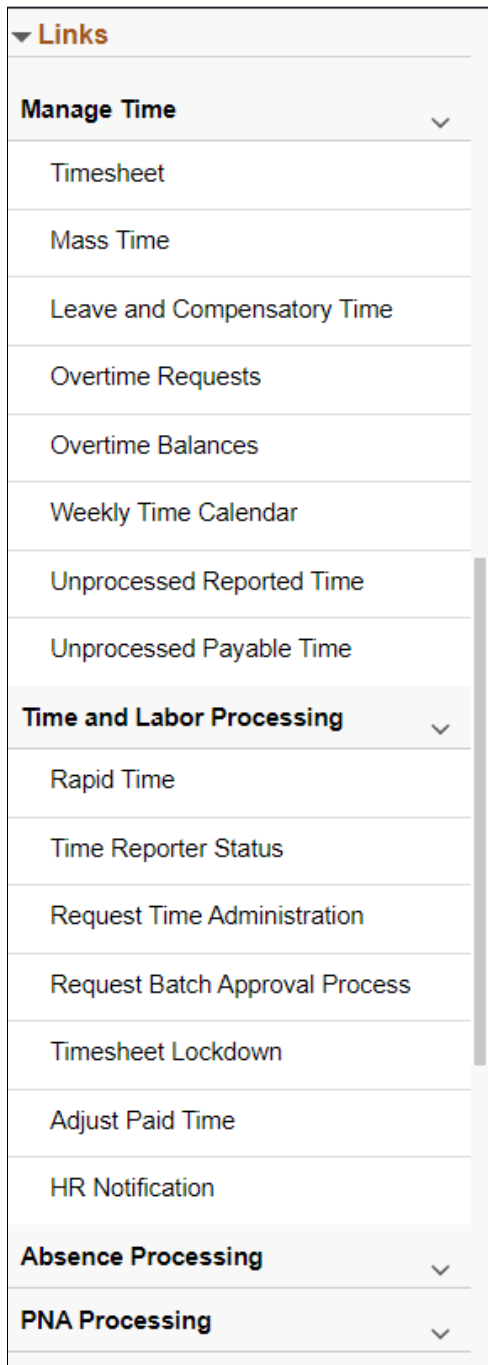 Links
Manage Time
Timesheet
Mass Time
Leave and Compensatory Time
Overtime Requests
Overtime Balances
Weekly Time Calendar
Unprocessed Reported Time
Unprocessed Payable Time
Time and Labor Processing
Rapid Time
Time Reporter Status
Request Time Administration
Request Batch Approval Process
Timesheet Lockdown
Adjust Paid Time
HR Notification
Absence Processing
PNA Processing